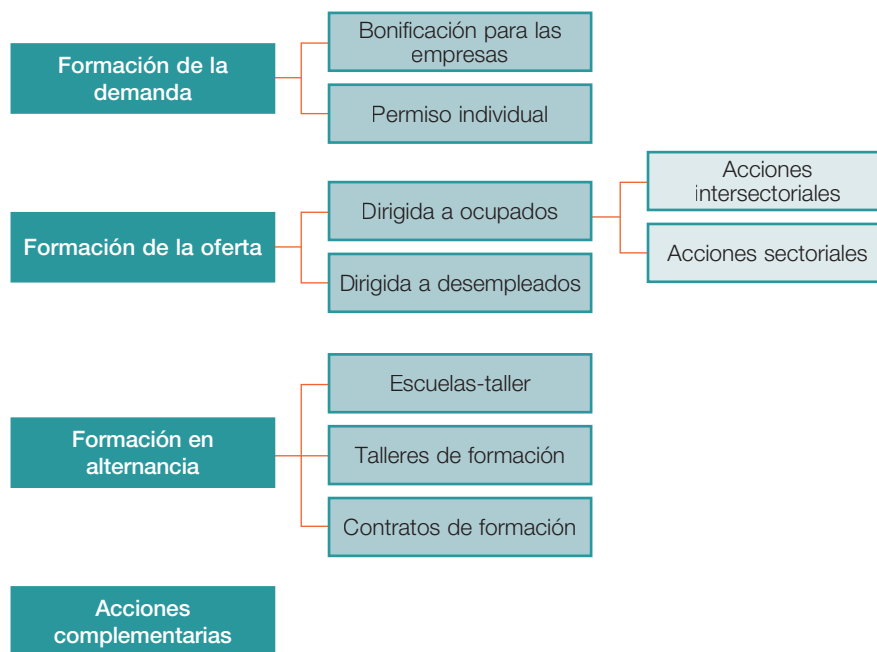 Formación de la
demanda
Bonificación para las
empresas
Permiso individual
Formación de la oferta
Dirigida a ocupados
Acciones
intersectoriales
Acciones sectoriales
Dirigida a desempleados
Formación en
alternancia
Escuelas-taller
Talleres de formación
Contratos de formación
Acciones
complementarias